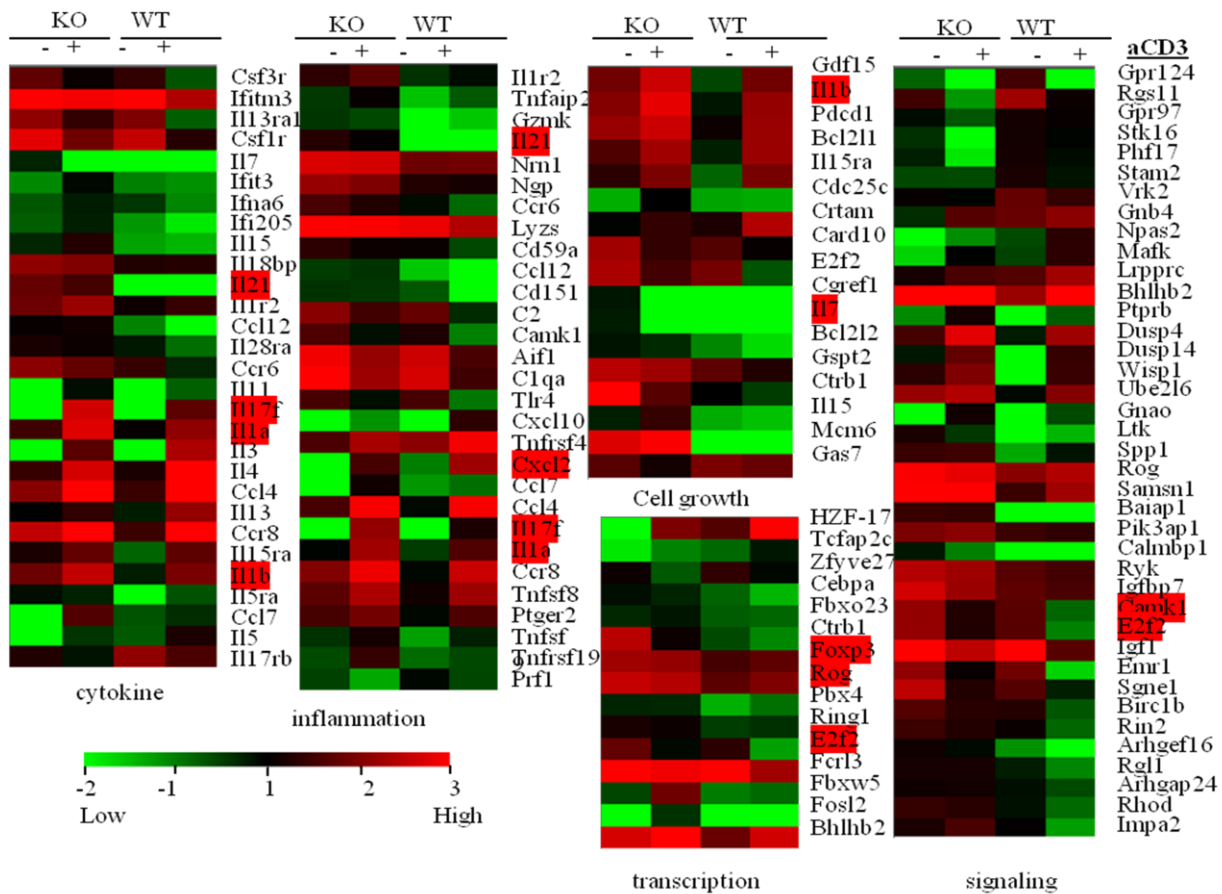 KO WT
- + - +
Csf3r
Ifitm3
Il13ra1
Csf1r
Il7
Ifit3
Ifna6
Ifi205
Il15
Il18bp
Il21
Il1r2
Ccl12
Il28ra
Ccr6
Il11
Il17f
Il1a
Il3
Il4
Ccl4
Il13
Ccr8
Il15ra
Il1b
Il5ra
Ccl7
Il5
Il17rb
cytokine
KO WT
- + - +
Il1r2
Tnfaip2
Gzmk
Il21
Nrn1
Ngp
Ccr6
Lyzs
Cd59a
Ccl12
Cd151
C2
Camk1
Aif1
C1qa
Tlr4
Cxcl10
Tnfrsf4
Cxcl2
Ccl7
Ccl4
Il17f
Il1a
Ccr8
Tnfsf8
Ptger2
Tnfsf
9
Tnfrsf19
Prf1
inflammation
KO WT
- + - +
Gdf15
Il1b
Pdcd1
Bcl2l1
Il15ra
Cdc25c
Crtam
Card10
E2f2
Cgref1
Il7
Bcl2l2
Gspt2
Ctrb1
Il15
Mcm6
Gas7
Cell growth
HZF-17
Tcfap2c
Zfyve27
Cebpa
Fbxo23
Ctrb1
Foxp3
Rog
Pbx4
Ring1
E2f2
Fcrl3
Fbxw5
Fosl2
Bhlhb2
transcription
KO WT
- + - +
aCD3
Gpr124
Rgs11
Gpr97
Stk16
Phf17
Stam2
Vrk2
Gnb4
Npas2
Mafk
Lrpprc
Bhlhb2
Ptprb
Dusp4
Dusp14
Wisp1
Ube2l6
Gnao
Ltk
Spp1
Rog
Samsn1
Baiap1
Pik3ap1
Calmbp1
Ryk
Igfbp7
Camk1
E2f2
Igf1
Emr1
Sgne1
Birc1b
Rin2
Arhgef16
Rgl1
Arhgap24
Rhod
Impa2
signaling
-2 -1 1 2 3
Low High